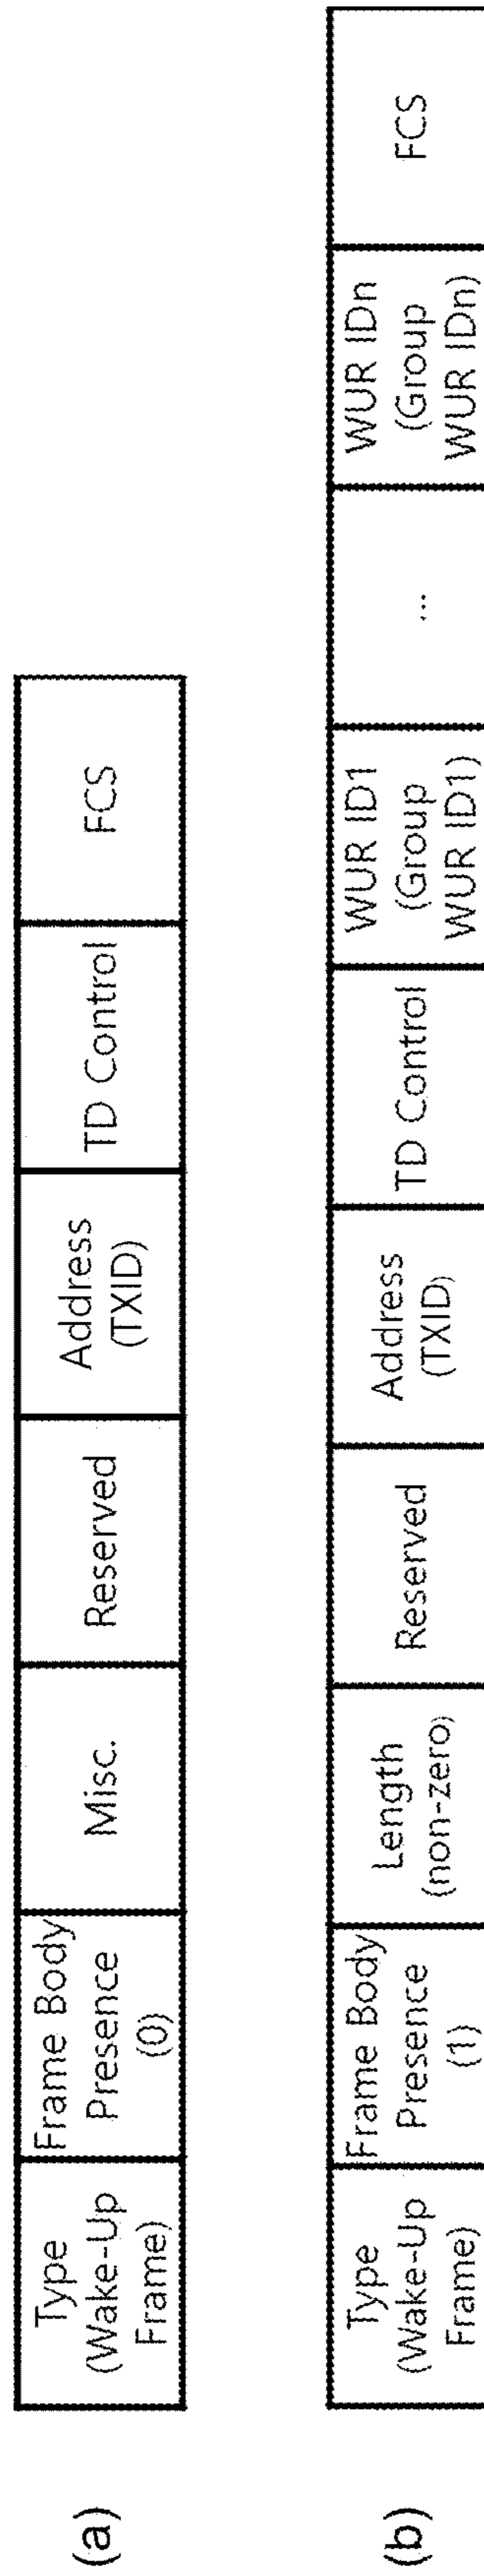 (a)
Type
(Wake-Up
Frame)
Frame Body
Presence
(0)
Misc.
Reserved
Address
(TXID)
TD Control
FCS
(b)
Type
(Wake-Up
Frame)
Frame Body
Presence
(1)
Length
(non-zero)
Reserved
Address
(TXID)
TD Control
WUR ID1
(Group
WUR ID1)
...
WUR IDn
(Group
WUR IDn)
FCS